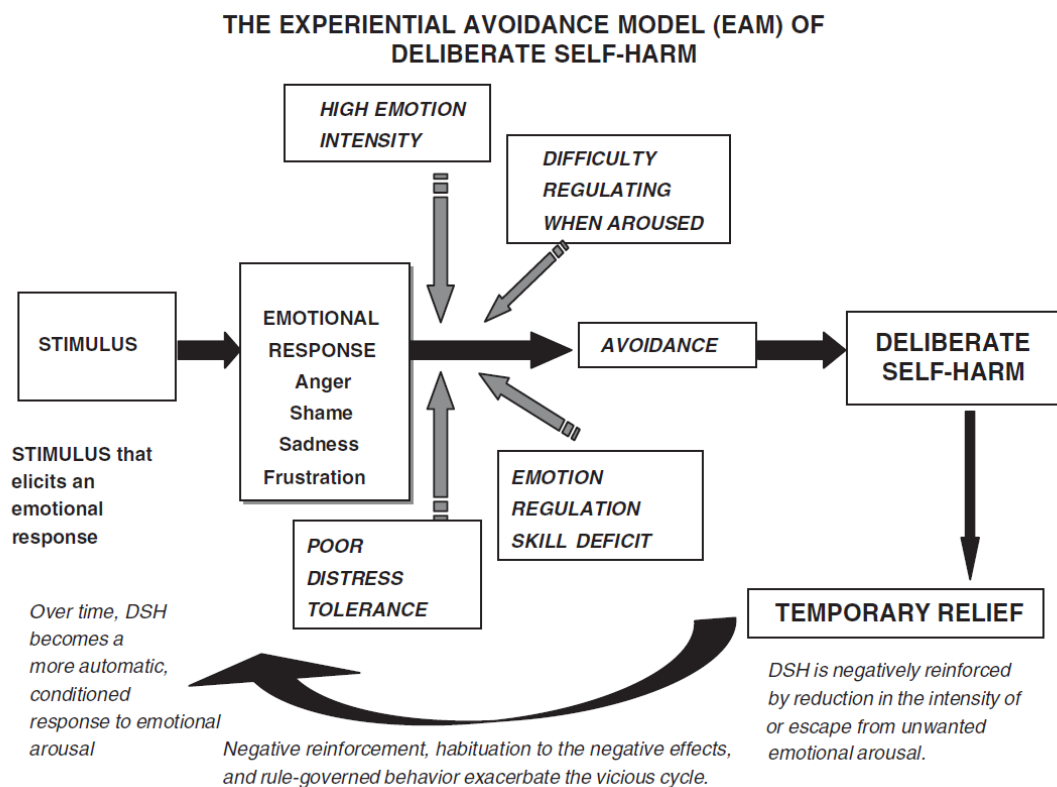 THE EXPERIENTIAL AVOIDANCE MODEL (EAM) OF
DELIBERATE SELF-HARM
HIGH EMOTION
INTENSITY
DIFFICULTY
REGULATING
WHEN AROUSED
STIMULUS
EMOTIONAL
RESPONSE
Anger
Shame
Sadness
Frustration
AVOIDANCE
DELIBERATE
SELF-HARM
STIMULUS that
elicits an
emotional
response
POOR
DISTRESS
TOLERANCE
EMOTION
REGULATION
SKILL DEFICIT
TEMPORARY RELIEF
Over time, DSH
becomes a
more automatic,
conditioned
response to emotional
arousal
DSH is negatively reinforced
by reduction in the intensity of
or escape from unwanted
emotional arousal.
Negative reinforcement, habituation to the negative effects,
and rule-governed behavior exacerbate the vicious cycle.